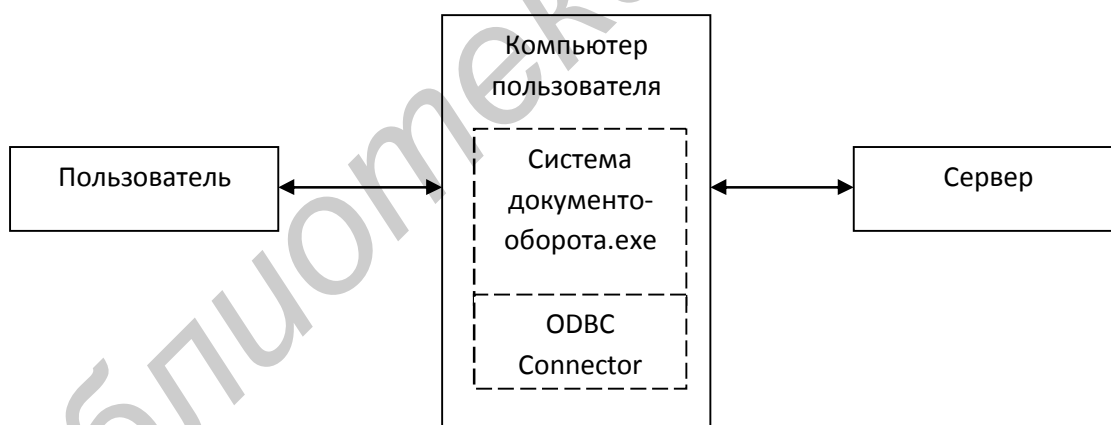 Компьютер
пользователя
Пользователь
Система
документо-
оборота.exe
Сервер
ODBC
Connector